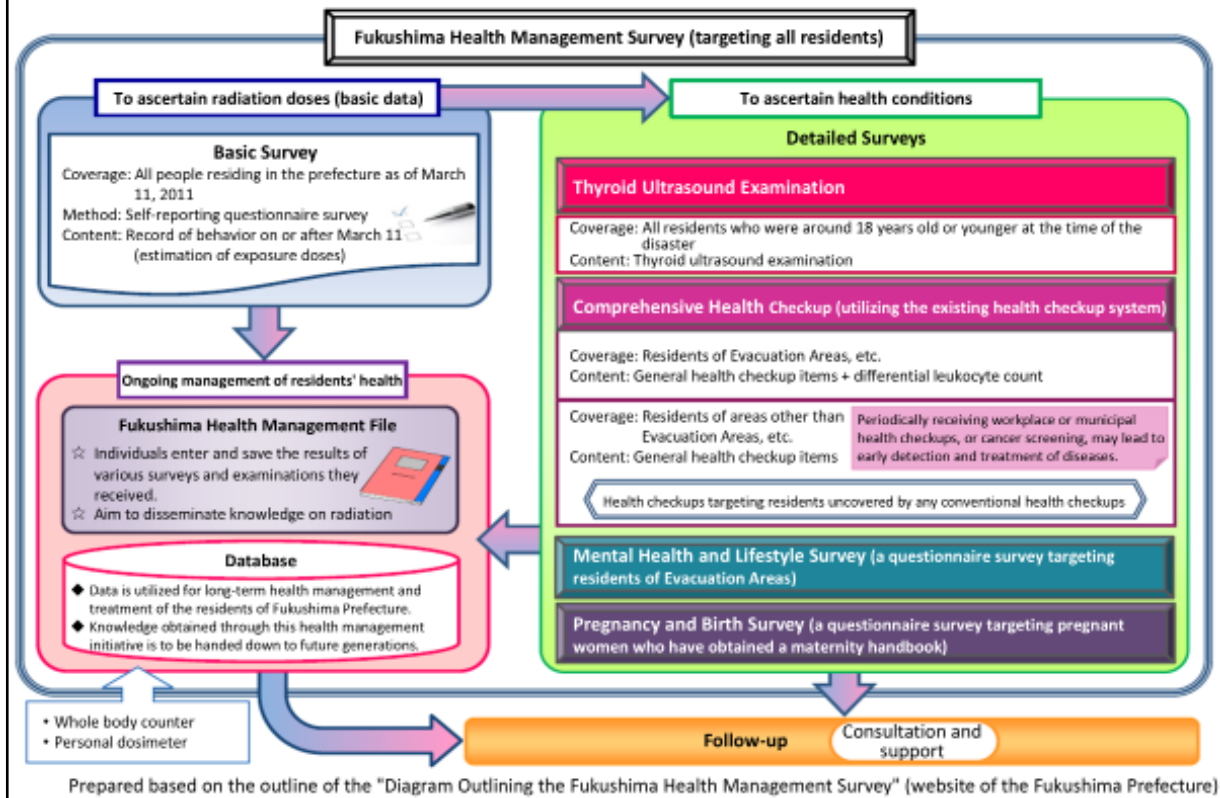 Fukushima Health Management Survey (targeting all residents)
To ascertain radiation doses (basic data)
Basic Survey
Coverage: All people residing in the prefecture as of March
11, 2011
Method: Self-reporting questionnaire survey
Content: Record of behavior on or after March 11
(estimation of exposure doses)
To ascertain health conditions
Detailed Surveys
Thyroid Ultrasound Examination
Coverage: All residents who were around 18 years old or younger at the time of the
disaster
Content: Thyroid ultrasound examination
Comprehensive Health Checkup (utilizing the existing health checkup system)
Coverage: Residents of Evacuation Areas, etc.
Content: General health checkup items + differential leukocyte count
Coverage: Residents of areas other than
Evacuation Areas, etc.
Content: General health checkup items
Periodically receiving workplace or municipal
health checkups, or cancer screening, may lead to
early detection and treatment of diseases.
Health checkups targeting residents uncovered by any conventional health checkups
Mental Health and Lifestyle Survey (a questionnaire survey targeting
residents of Evacuation Areas)
Pregnancy and Birth Survey (a questionnaire survey targeting pregnant
women who have obtained a maternity handbook)
Ongoing management of residents' health
Fukushima Health Management File
☆ Individuals enter and save the results of
various surveys and examinations they
received.
☆ Aim to disseminate knowledge on radiation
Database
◆ Data is utilized for long-term health management and
treatment of the residents of Fukushima Prefecture.
◆ Knowledge obtained through this health management
initiative is to be handed down to future generations.
• Whole body counter
• Personal dosimeter
Follow-up
Consultation and
support
Prepared based on the outline of the "Diagram Outlining the Fukushima Health Management Survey" (website of the Fukushima Prefecture)